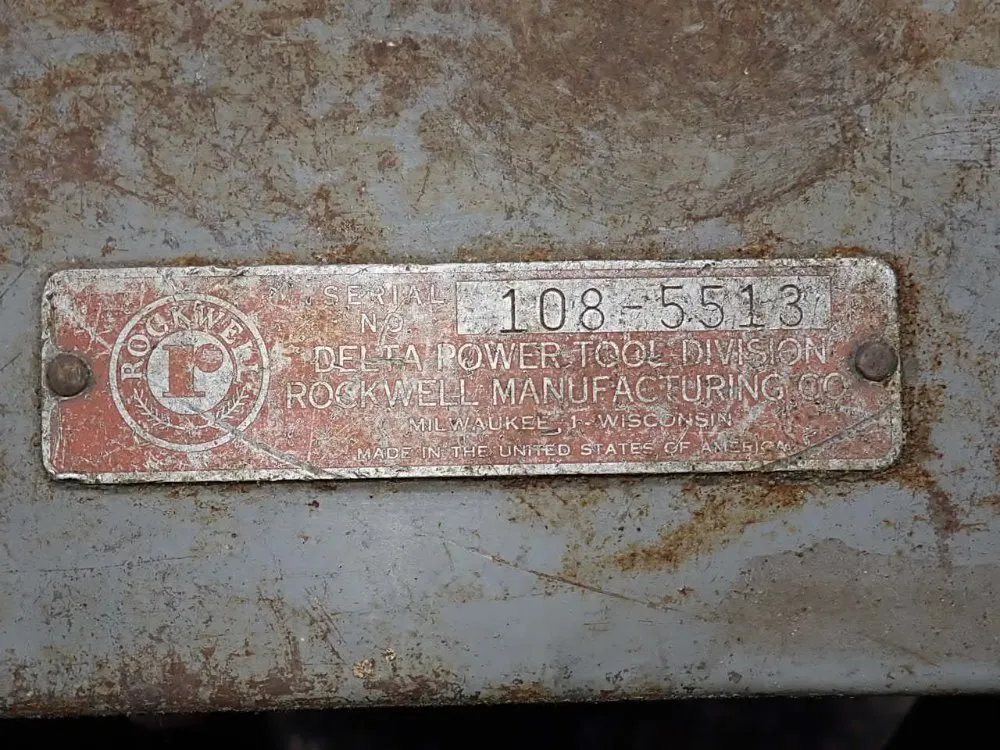 ROCKWELL
r
SERIAL NO. 108-5513
DELTA POWER TOOL DIVISION
ROCKWELL MANUFACTURING CO
MILWAUKEE, 1 - WISCONSIN
MADE IN THE UNITED STATES OF AMERICA